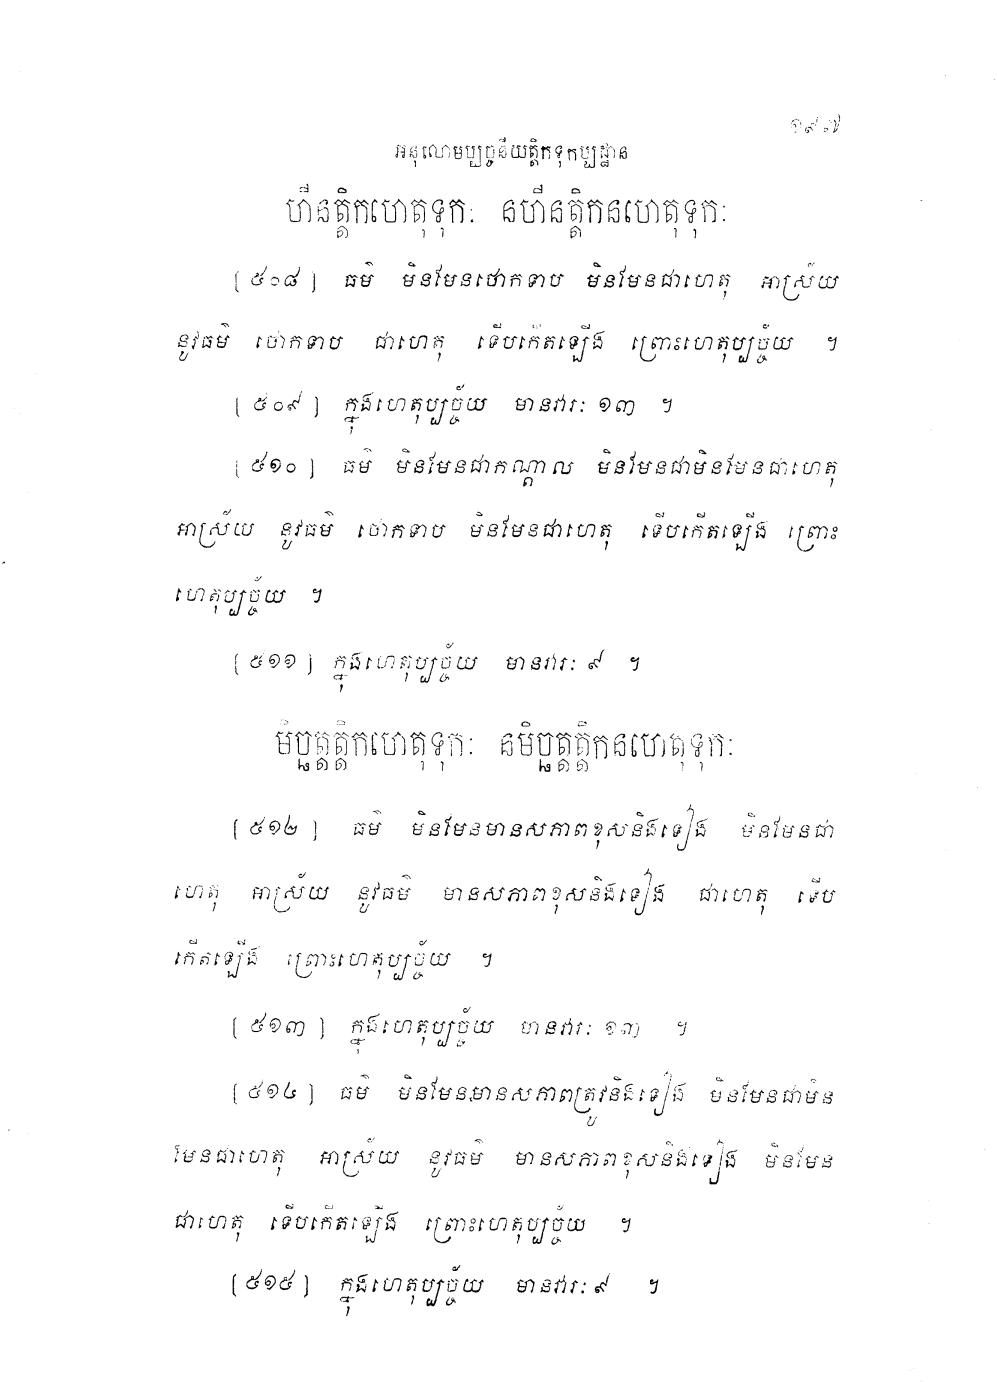 ១៩៧
អនុលោមប្បច្ចនីយត្តិកទុកប្បដ្ឋាន
ហីនត្តិកហេតុទុកៈ នហីនត្តិកនហេតុទុកៈ
[ ៥០៨ ] ធម៌ មិនមែនថោកទាប មិនមែនជាហេតុ អាស្រ័យ
នូវធម៌ ថោកទាប ជាហេតុ ទើបកើតឡើង ព្រោះហេតុប្បច្ច័យ ។
[ ៥០៩ ] ក្នុងហេតុប្បច្ច័យ មានវារៈ ១៣ ។
[ ៥១០ ] ធម៌ មិនមែនជាកណ្តាល មិនមែនជាមិនមែនជាហេតុ
អាស្រ័យ នូវធម៌ ថោកទាប មិនមែនជាហេតុ ទើបកើតឡើង ព្រោះ
ហេតុប្បច្ច័យ ។
[ ៥១១ ] ក្នុងហេតុប្បច្ច័យ មានវារៈ ៩ ។
មិច្ឆត្តត្តិកហេតុទុកៈ នមិច្ឆត្តត្តិកនហេតុទុកៈ
[ ៥១២ ] ធម៌ មិនមែនមានសភាពខុសនិងទៀង មិនមែនជា
ហេតុ អាស្រ័យ នូវធម៌ មានសភាពខុសនិងទៀង ជាហេតុ ទើប
កើតឡើង ព្រោះហេតុប្បច្ច័យ ។
[ ៥១៣ ] ក្នុងហេតុប្បច្ច័យ មានវារៈ ១៣ ។
[ ៥១៤ ] ធម៌ មិនមែនមានសភាពត្រូវនិងទៀង មិនមែនជាមិន
មែនជាហេតុ អាស្រ័យ នូវធម៌ មានសភាពខុសនិងទៀង មិនមែន
ជាហេតុ ទើបកើតឡើង ព្រោះហេតុប្បច្ច័យ ។
[ ៥១៥ ] ក្នុងហេតុប្បច្ច័យ មានវារៈ ៩ ។